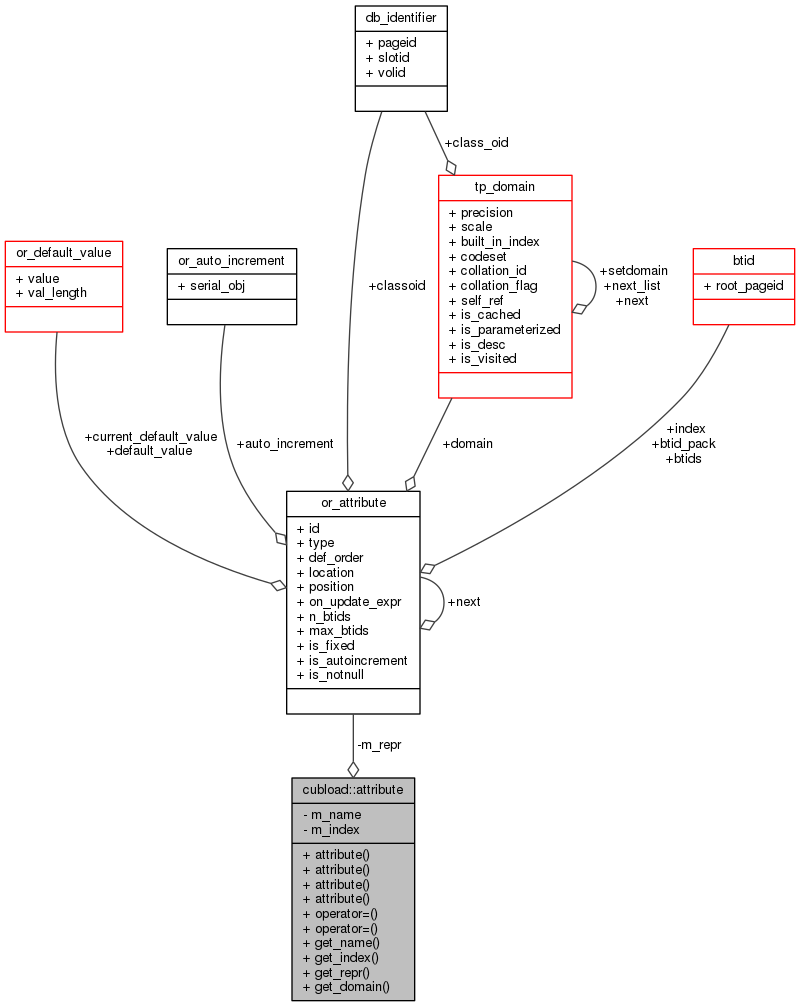 db_identifier
+ pageid
+ slotid
+ volid
+class_oid
tp_domain
+ precision
+ scale
+ built_in_index
+ codeset
+ collation_id
+ collation_flag
+ self_ref
+ is_cached
+ is_parameterized
+ is_desc
+ is_visited
+setdomain
+next_list
+next
or_default_value
+ value
+ val_length
or_auto_increment
+ serial_obj
+classoid
btid
+ root_pageid
+current_default_value
+default_value
+auto_increment
+domain
+index
+btid_pack
+btids
or_attribute
+ id
+ type
+ def_order
+ location
+ position
+ on_update_expr
+ n_btids
+ max_btids
+ is_fixed
+ is_autoincrement
+ is_notnull
+next
-m_repr
cubload::attribute
- m_name
- m_index
+ attribute()
+ attribute()
+ attribute()
+ attribute()
+ operator=()
+ operator=()
+ get_name()
+ get_index()
+ get_repr()
+ get_domain()